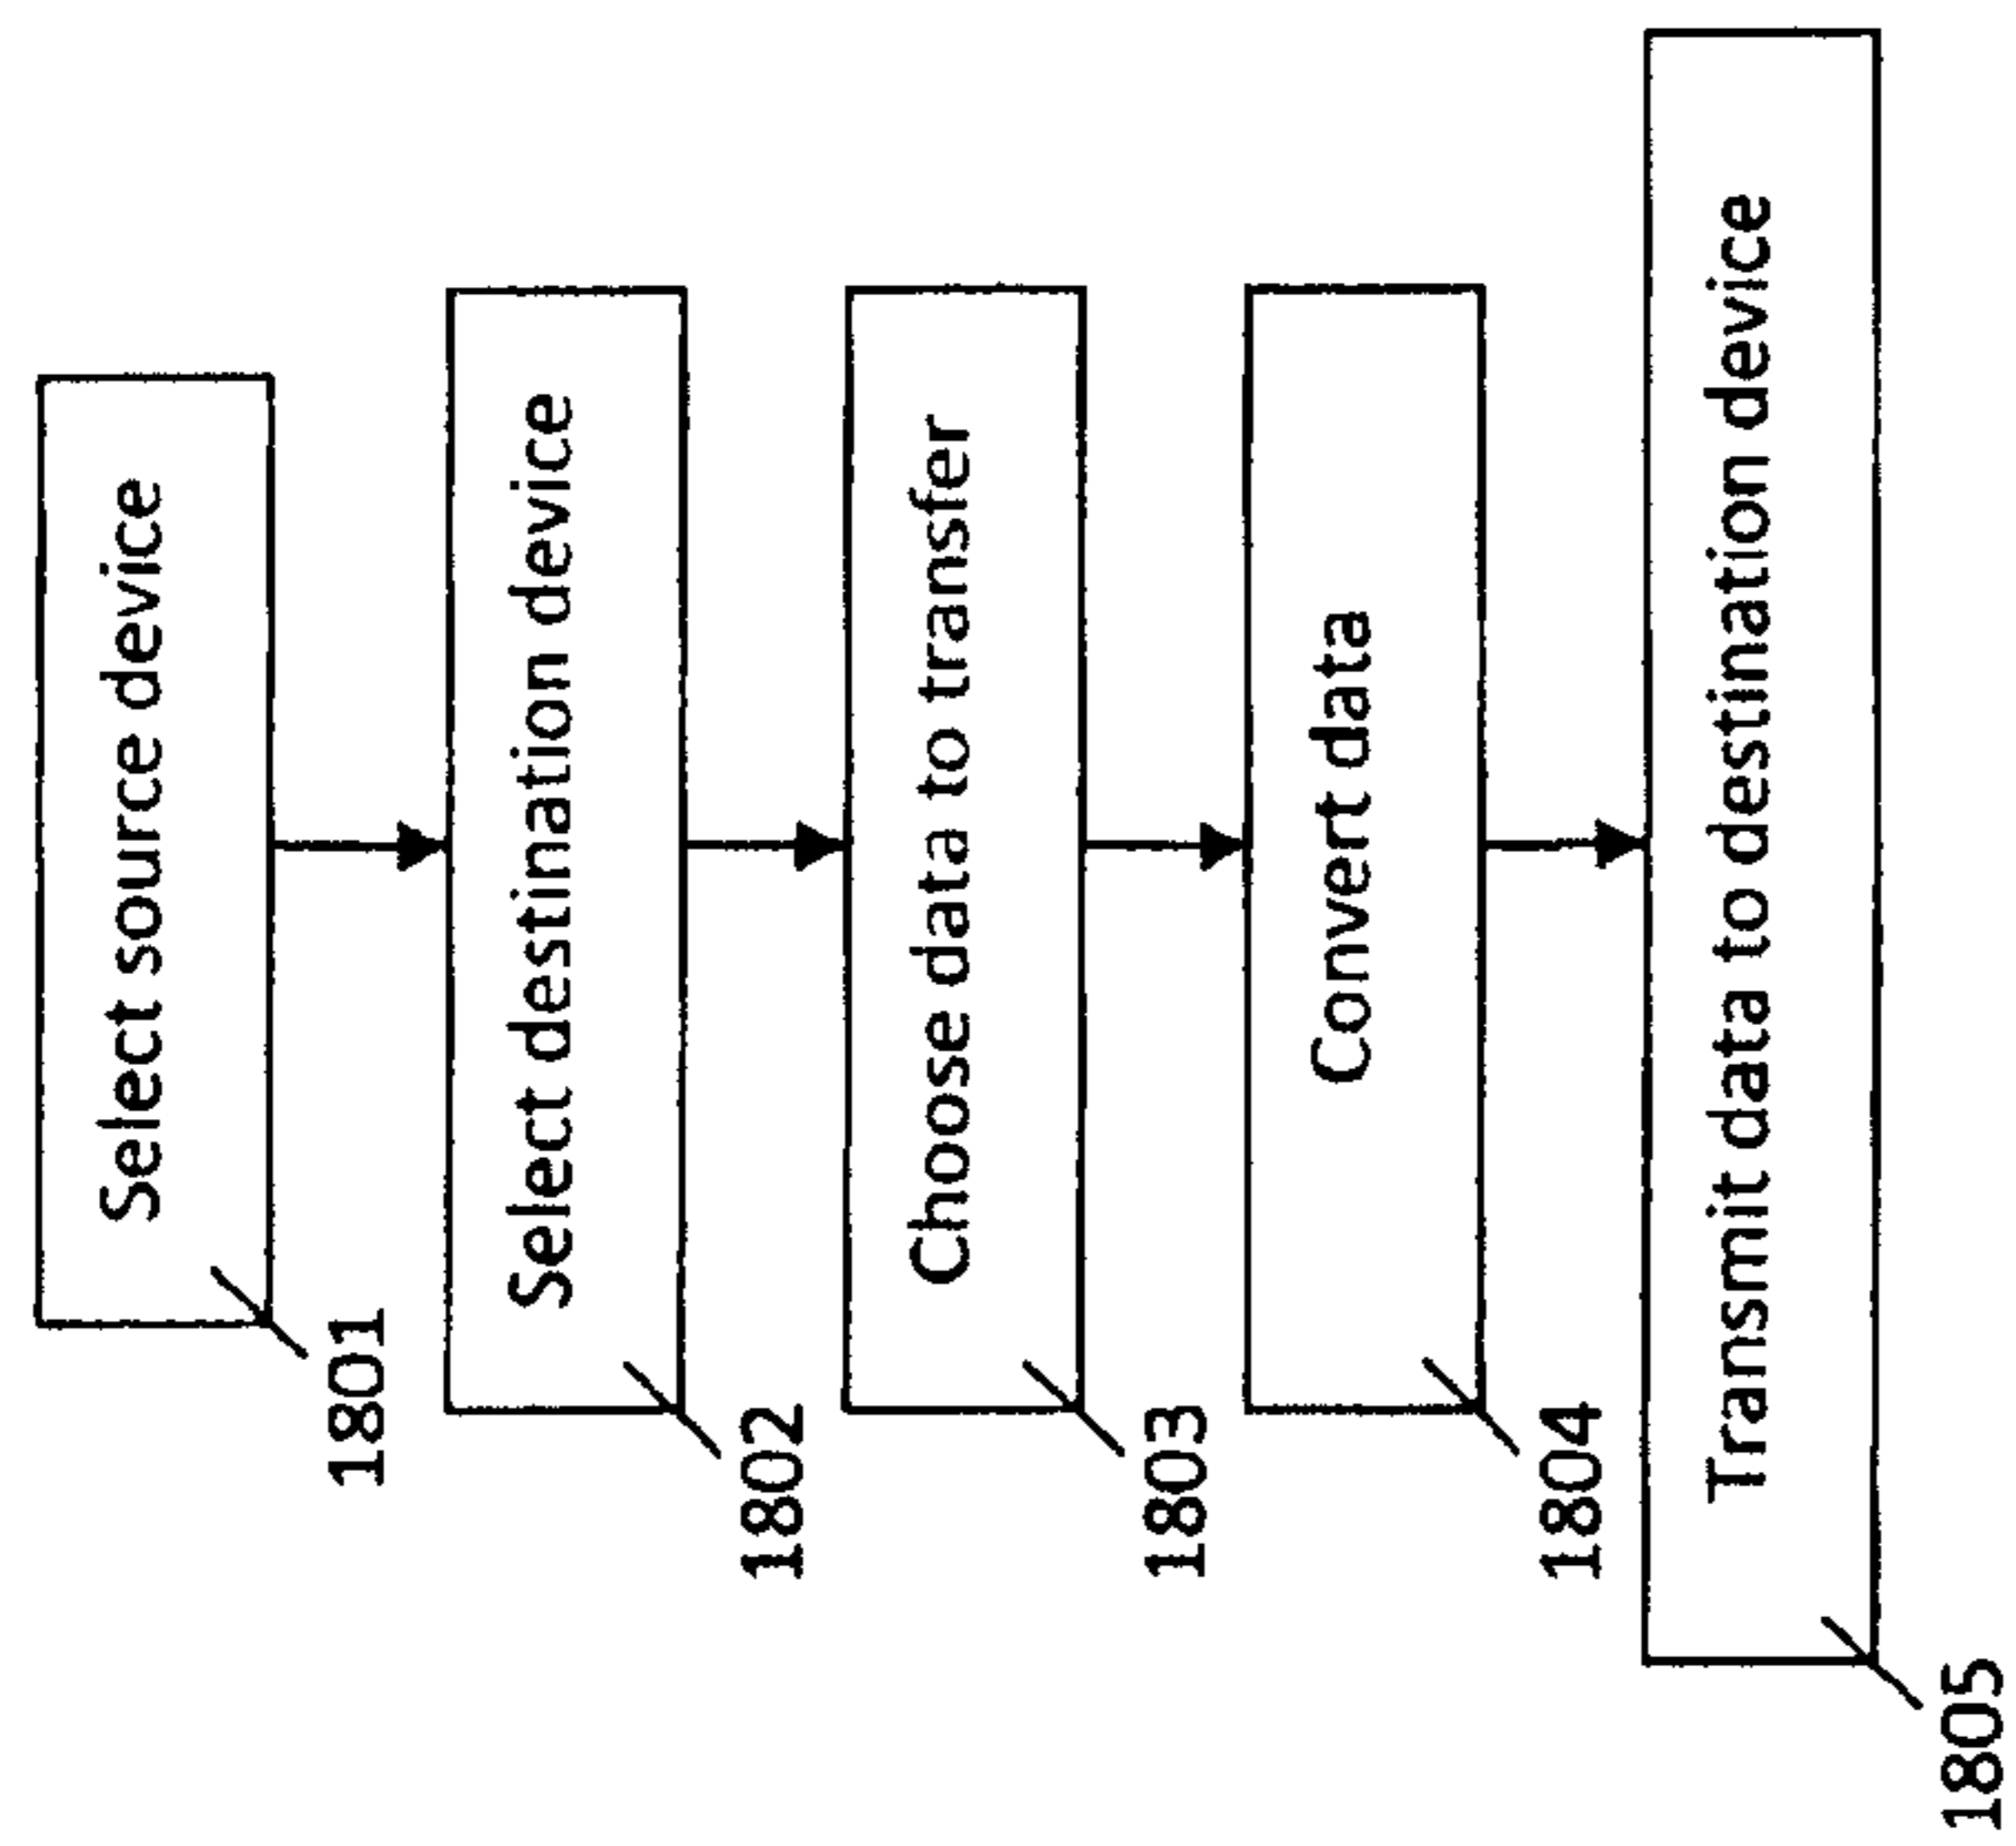 Select source device
1801
Select destination device
1802
Choose data to transfer
1803
Convert data
1804
Transmit data to destination device
1805